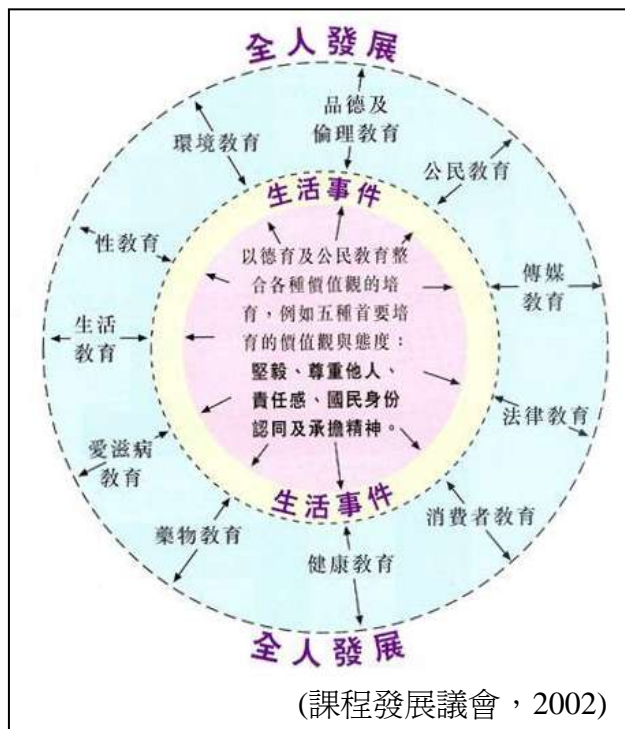 全人發展
品德及
倫理教育
環境教育
公民教育
生活事件
性教育
以德育及公民教育整
合各種價值觀的培
育，例如五種首要培
育的價值觀與態度：
堅毅、尊重他人、
責任感、國民身份
認同及承擔精神。
傳媒
教育
生活
教育
法律教育
愛滋病
教育
生活事件
消費者教育
藥物教育
健康教育
全人發展
(課程發展議會，2002)